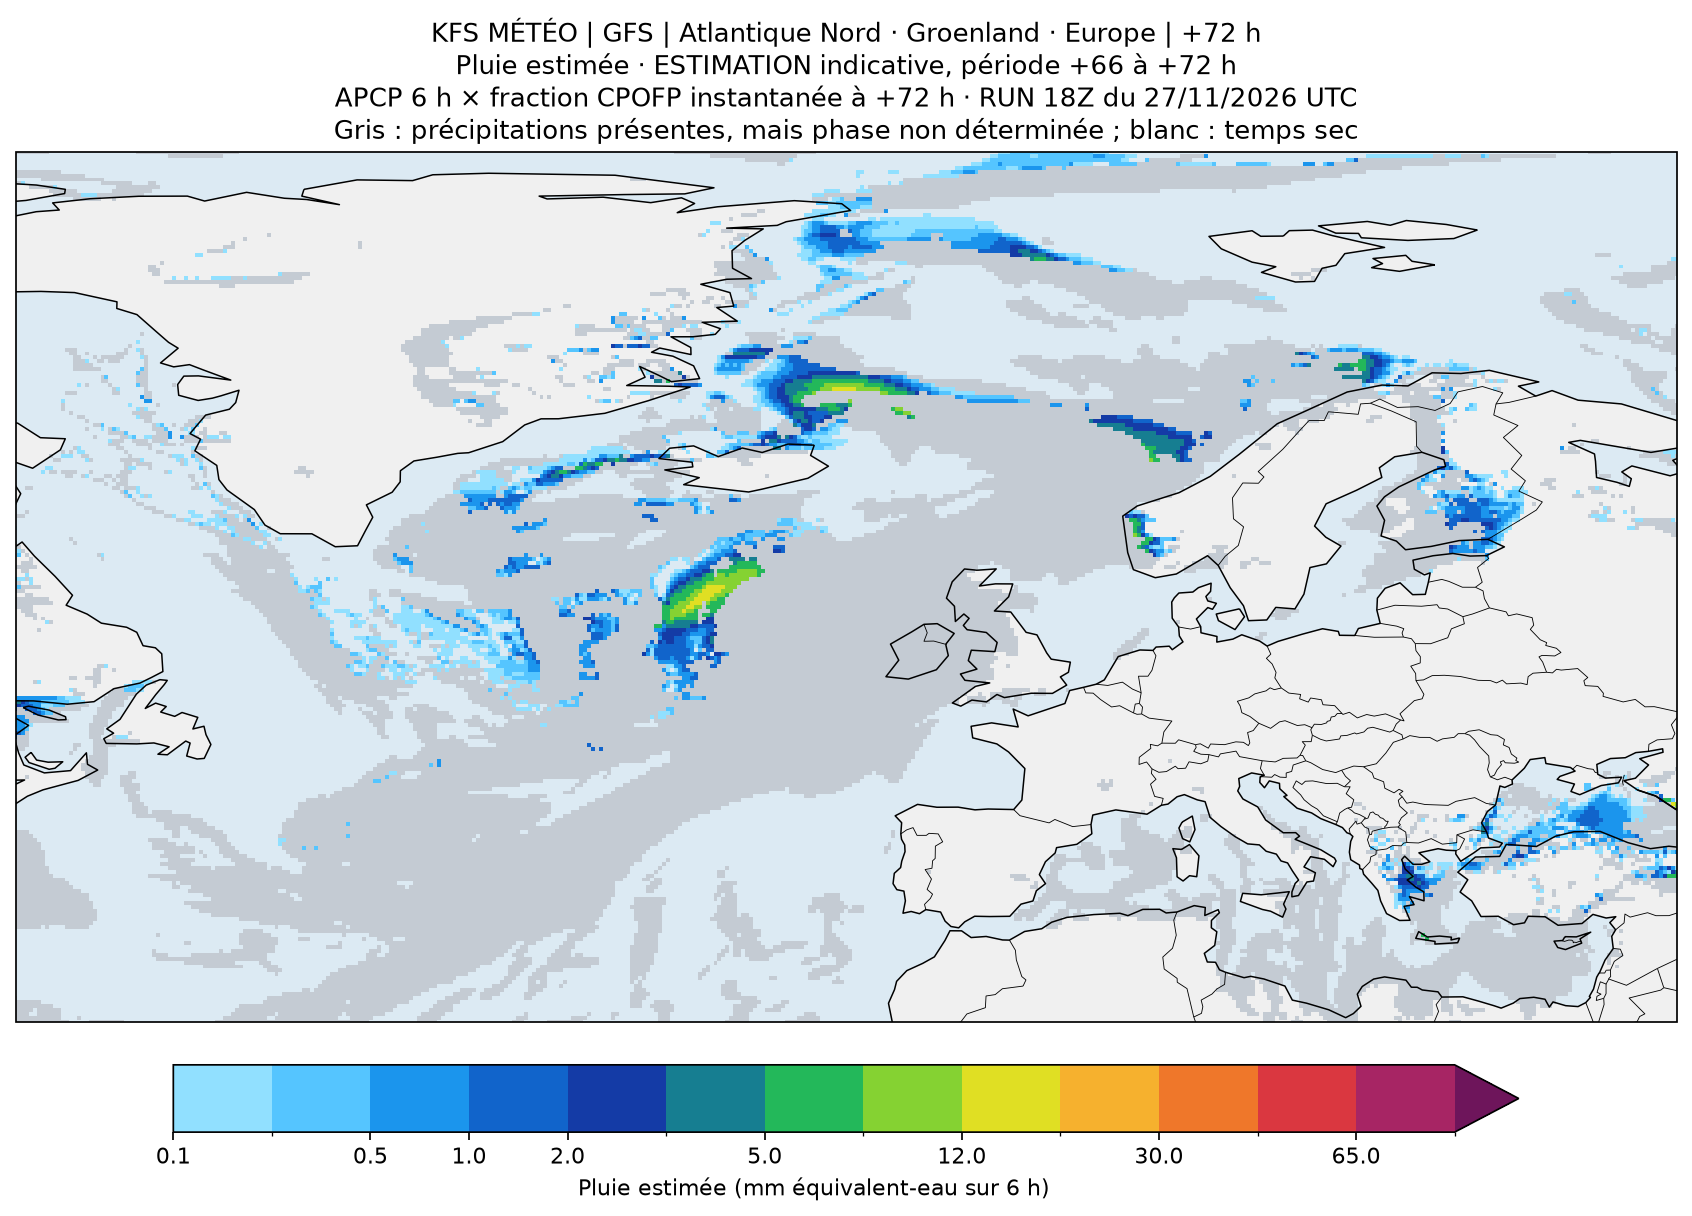 KFS MÉTÉO | GFS | Atlantique Nord · Groenland · Europe | +72 h
Pluie estimée · ESTIMATION indicative, période +66 à +72 h
APCP 6 h × fraction CPOFP instantanée à +72 h · RUN 18Z du 27/11/2026 UTC
Gris : précipitations présentes, mais phase non déterminée ; blanc : temps sec
0.1 0.5 1.0 2.0 5.0 12.0 30.0 65.0
Pluie estimée (mm équivalent-eau sur 6 h)